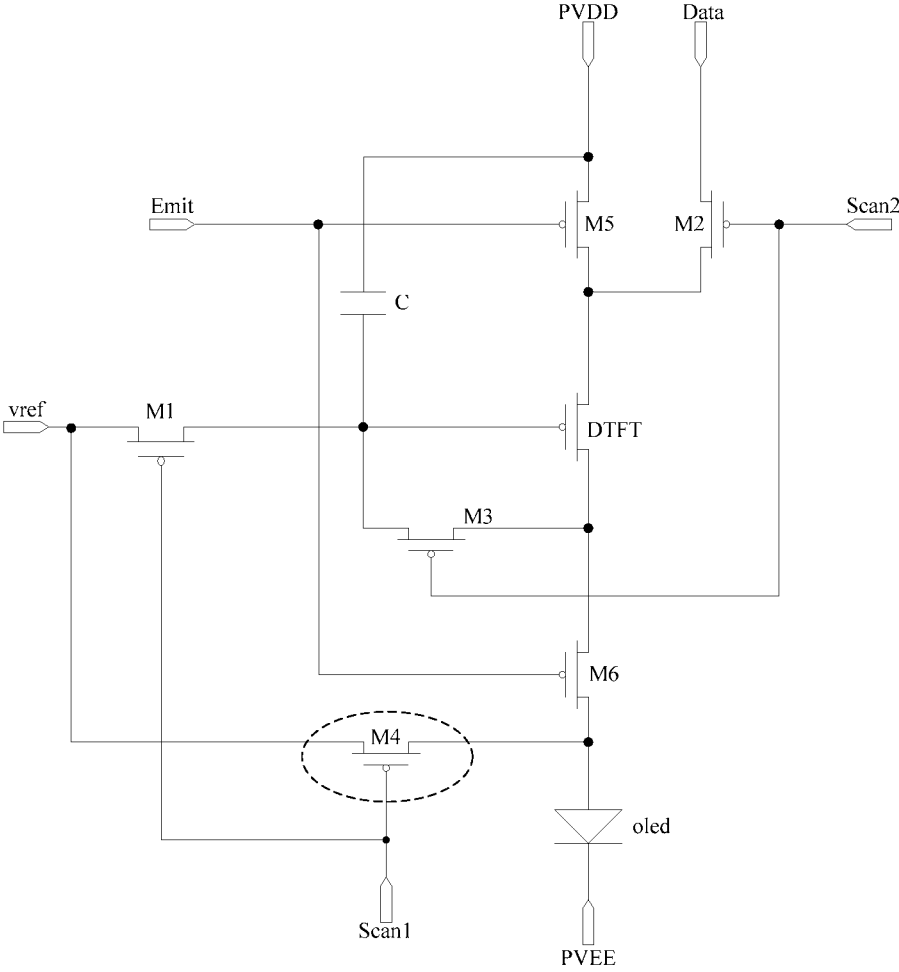 PVDD
Data
Emit
M5
M2
Scan2
C
vref
M1
DTFT
M3
M6
M4
oled
Scan1
PVEE